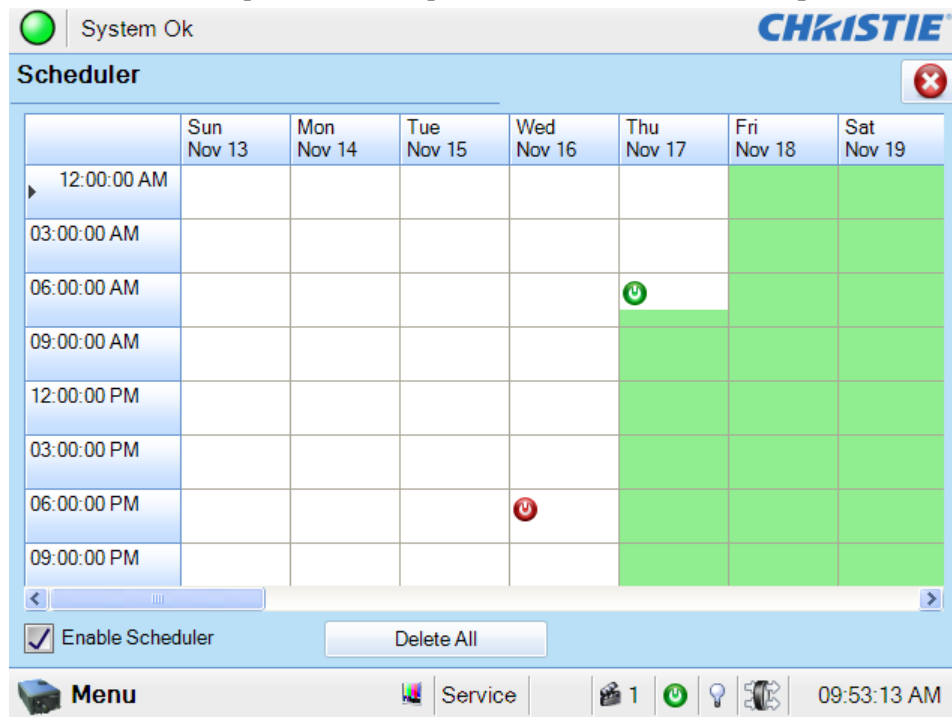 System Ok
CHRISTIE
Scheduler
Sun Mon Tue Wed Thu Fri Sat
Nov 13 Nov 14 Nov 15 Nov 16 Nov 17 Nov 18 Nov 19
12:00:00 AM
03:00:00 AM
06:00:00 AM
09:00:00 AM
12:00:00 PM
03:00:00 PM
06:00:00 PM
09:00:00 PM
Enable Scheduler Delete All
Menu Service 1 09:53:13 AM